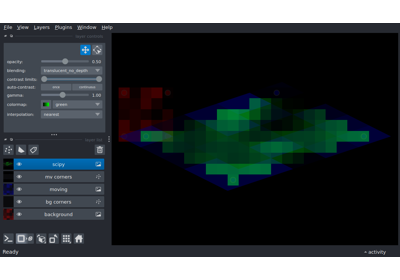 File View Layers Plugins Window Help
opacity: 0.50
blending: translucent_no_depth
contrast limits:
auto-contrast: once continuous
gamma: 1.00
colormap: green
interpolation: nearest
scipy
mv corners
moving
bg corners
background
Ready activity